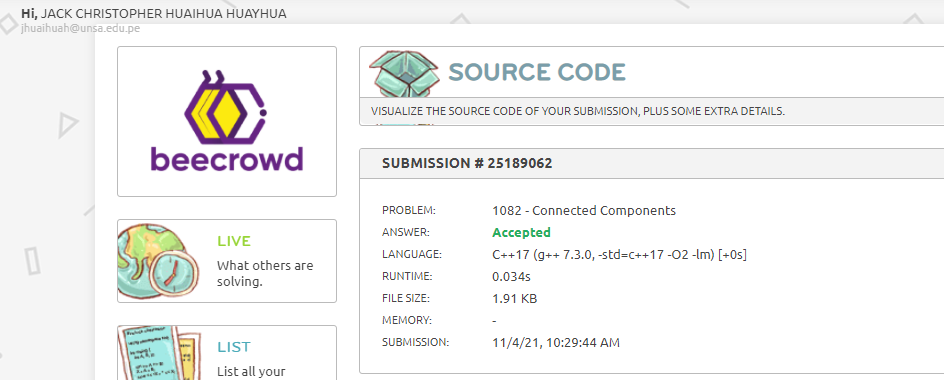 Hi, JACK CHRISTOPHER HUAIHUA HUAYHUA
jhuaihuah@unsa.edu.pe
beecrowd
LIVE
What others are
solving.
LIST
List all your
SOURCE CODE
VISUALIZE THE SOURCE CODE OF YOUR SUBMISSION, PLUS SOME EXTRA DETAILS.
SUBMISSION # 25189062
PROBLEM: 1082 - Connected Components
ANSWER: Accepted
LANGUAGE: C++17 (g++ 7.3.0, -std=c++17 -O2 -lm) [+0s]
RUNTIME: 0.034s
FILE SIZE: 1.91 KB
MEMORY: -
SUBMISSION: 11/4/21, 10:29:44 AM